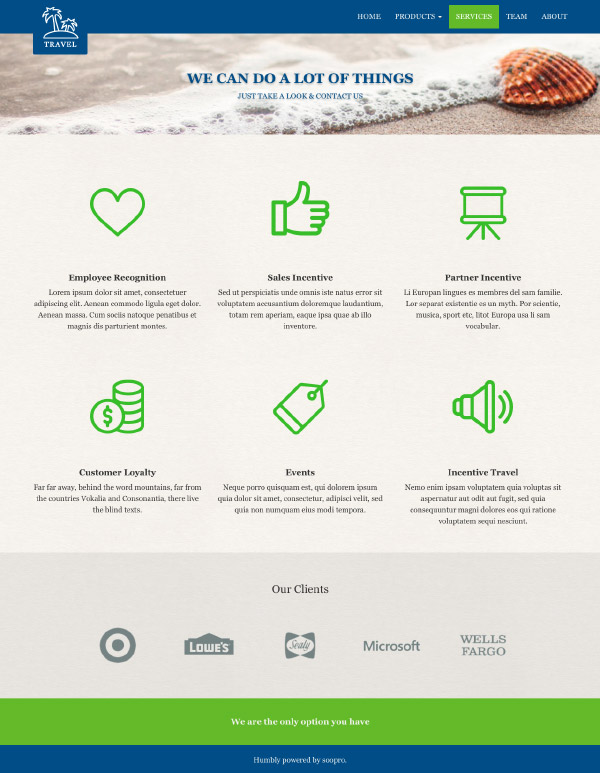 TRAVEL
HOME PRODUCTS SERVICES TEAM ABOUT
WE CAN DO A LOT OF THINGS
JUST TAKE A LOOK & CONTACT US
Employee Recognition
Lorem ipsum dolor sit amet, consectetuer
adipiscing elit. Aenean commodo ligula eget dolor.
Aenean massa. Cum sociis natoque penatibus et
magnis dis parturient montes.
Sales Incentive
Sed ut perspiciatis unde omnis iste natus error sit
voluptatem accusantium doloremque laudantium,
totam rem aperiam, eaque ipsa quae ab illo
inventore.
Partner Incentive
Li Europan lingues es membres del sam familie.
Lor separat existentie es un myth. Por scientie,
musica, sport etc, litot Europa usa li sam
vocabular.
$
Customer Loyalty
Far far away, behind the word mountains, far from
the countries Vokalia and Consonantia, there live
the blind texts.
Events
Neque porro quisquam est, qui dolorem ipsum
quia dolor sit amet, consectetur, adipisci velit, sed
quia non numquam eius modi tempora.
Incentive Travel
Nemo enim ipsam voluptatem quia voluptas sit
aspernatur aut odit aut fugit, sed quia
consequuntur magni dolores eos qui ratione
voluptatem sequi nesciunt.
Our Clients
LOWE'S
Sealy
Microsoft
WELLS
FARGO
We are the only option you have
Humbly powered by soopro.